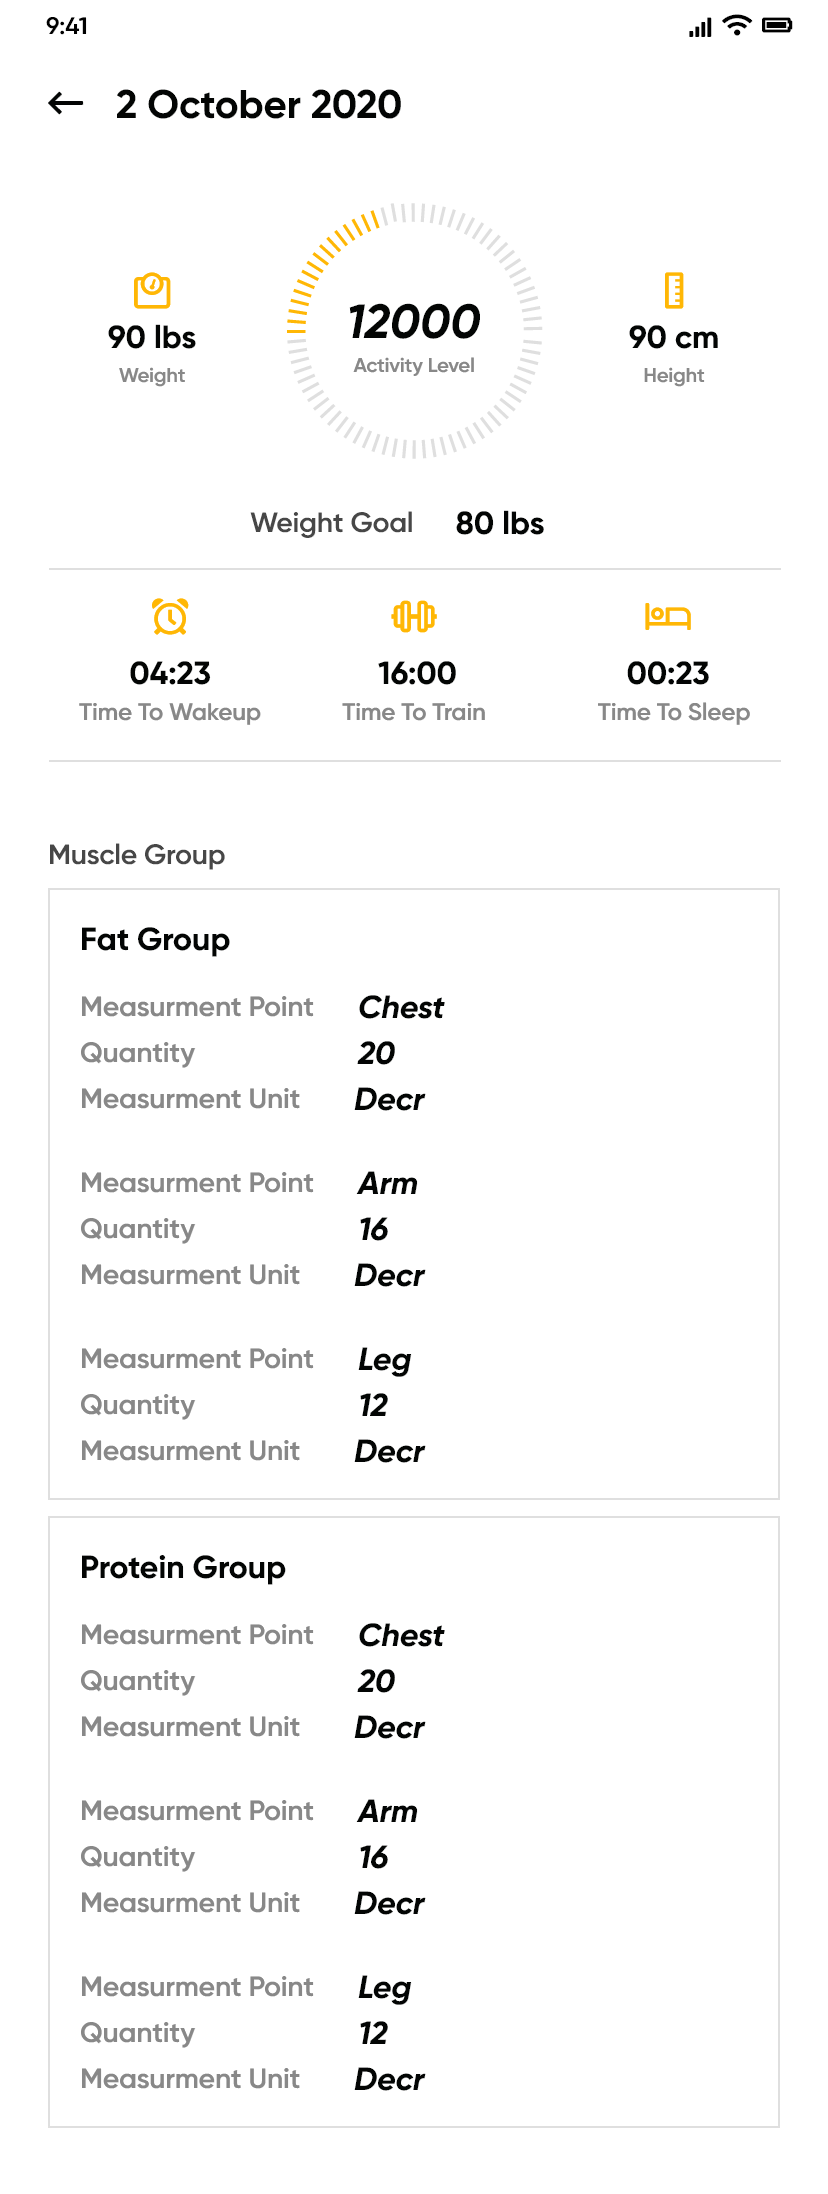 9:41
2 October 2020
12000
Activity Level
90 lbs
Weight
90 cm
Height
Weight Goal 80 lbs
04:23 16:00 00:23
Time To Wakeup Time To Train Time To Sleep
Muscle Group
Fat Group
Measurment Point Chest
Quantity 20
Measurment Unit Decr
Measurment Point Arm
Quantity 16
Measurment Unit Decr
Measurment Point Leg
Quantity 12
Measurment Unit Decr
Protein Group
Measurment Point Chest
Quantity 20
Measurment Unit Decr
Measurment Point Arm
Quantity 16
Measurment Unit Decr
Measurment Point Leg
Quantity 12
Measurment Unit Decr